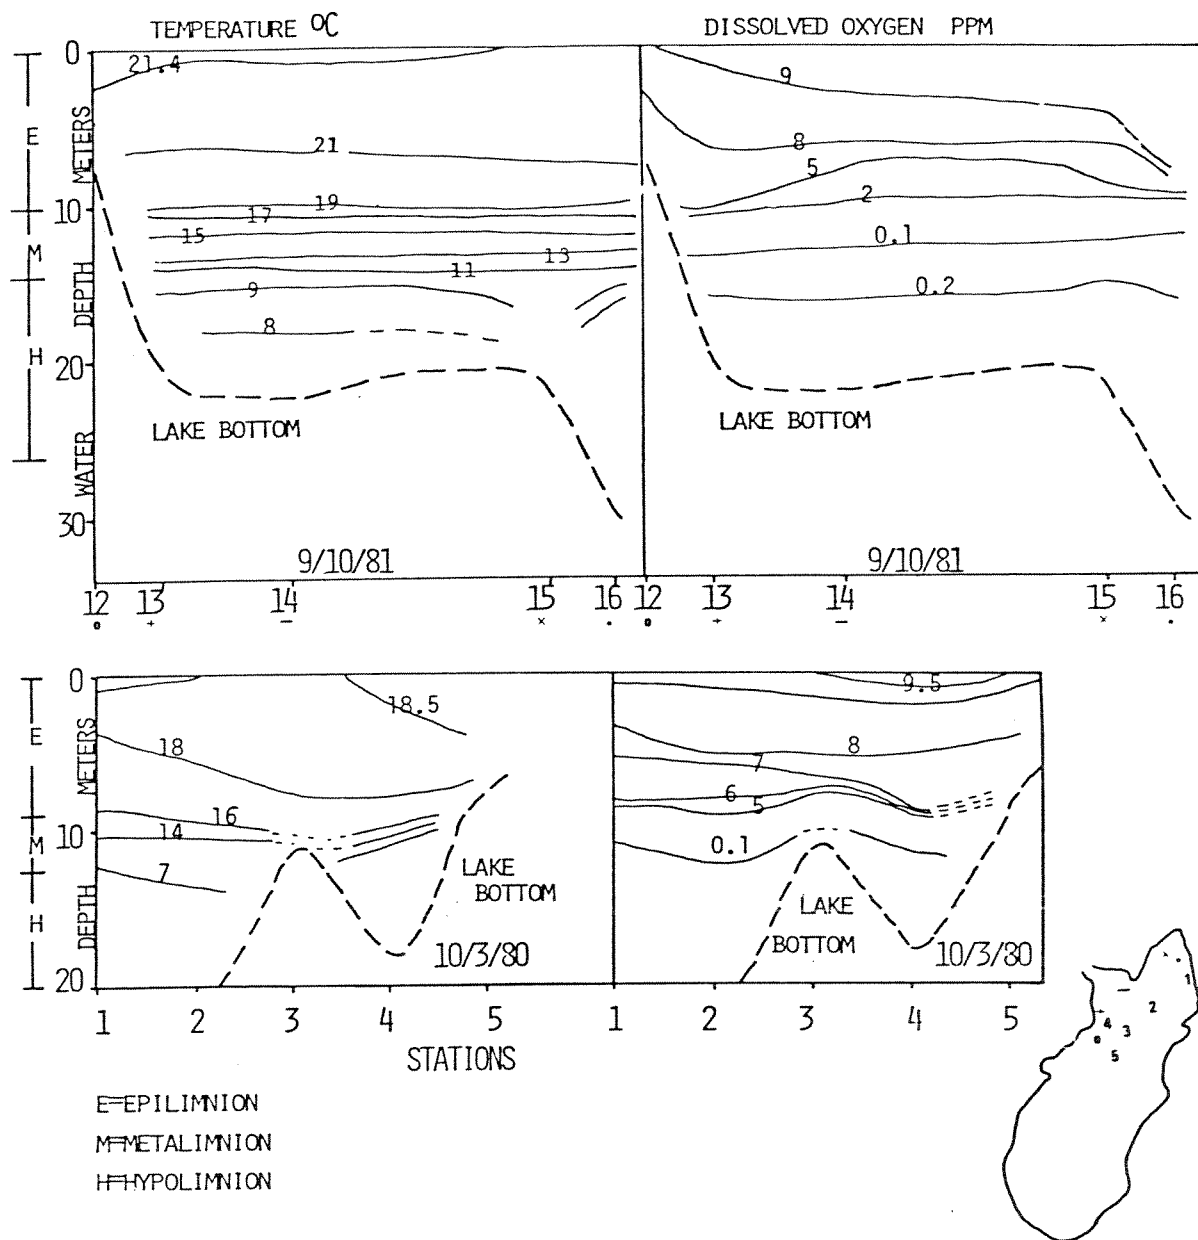 TEMPERATURE ºC
DISSOLVED OXYGEN PPM
0
10
20
30
WATER DEPTH METERS
E
M
H
21.4
21
19
17
15
13
11
9
8
LAKE BOTTOM
9/10/81
12 13 14 15 16
9
8
5
2
0.1
0.2
LAKE BOTTOM
9/10/81
12 13 14 15 16
0
10
20
DEPTH METERS
E
M
H
18.5
18
16
14
7
LAKE
BOTTOM
10/3/80
1 2 3 4 5
9.5
8
7
6
5
0.1
LAKE
BOTTOM
10/3/80
1 2 3 4 5
STATIONS
1
2
3
4
5
E=EPILIMNION
M=METALIMNION
H=HYPOLIMNION